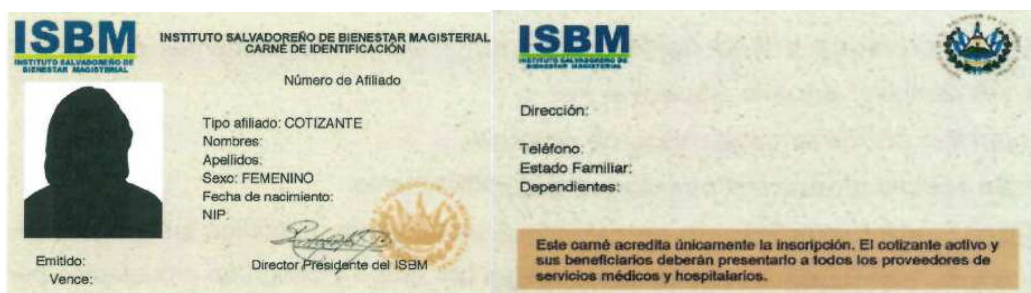 ISBM
INSTITUTO SALVADOREÑO DE
BIENESTAR MAGISTERIAL
INSTITUTO SALVADOREÑO DE BIENESTAR MAGISTERIAL
CARNÉ DE IDENTIFICACIÓN
Número de Afiliado
Tipo afiliado: COTIZANTE
Nombres:
Apellidos:
Sexo: FEMENINO
Fecha de nacimiento:
NIP:
Director Presidente del ISBM
Emitido:
Vence:
ISBM
INSTITUTO SALVADOREÑO DE
BIENESTAR MAGISTERIAL
Dirección:
Teléfono:
Estado Familiar:
Dependientes:
Este carné acredita únicamente la inscripción. El cotizante activo y
sus beneficiarios deberán presentarlo a todos los proveedores de
servicios médicos y hospitalarios.